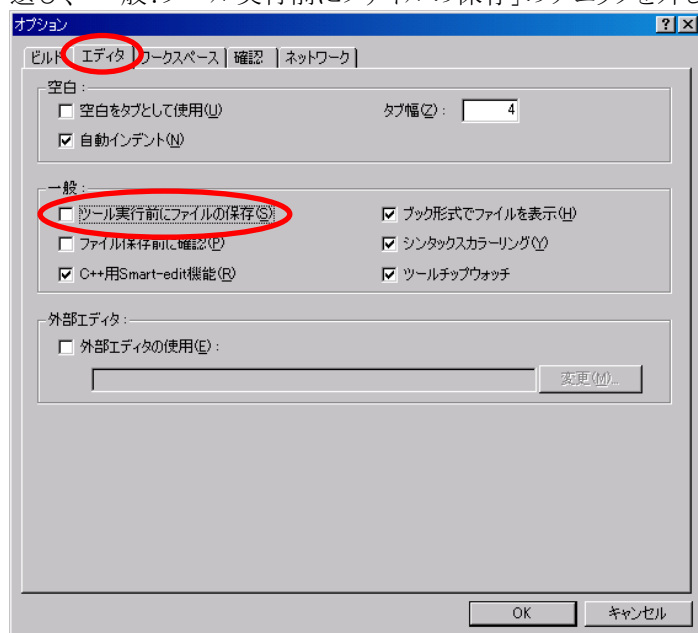 オプション
ビルド エディタ ワークスペース 確認 ネットワーク
空白:
空白をタブとして使用(U) タブ幅(Z): 4
自動インデント(N)
一般:
ツール実行前にファイルの保存(S) ブック形式でファイルを表示(H)
ファイル保存前に確認(P) シンタックスカラーリング(Y)
C++用Smart-edit機能(R) ツールチップウォッチ
外部エディタ:
外部エディタの使用(E):
変更(M)...
OK キャンセル